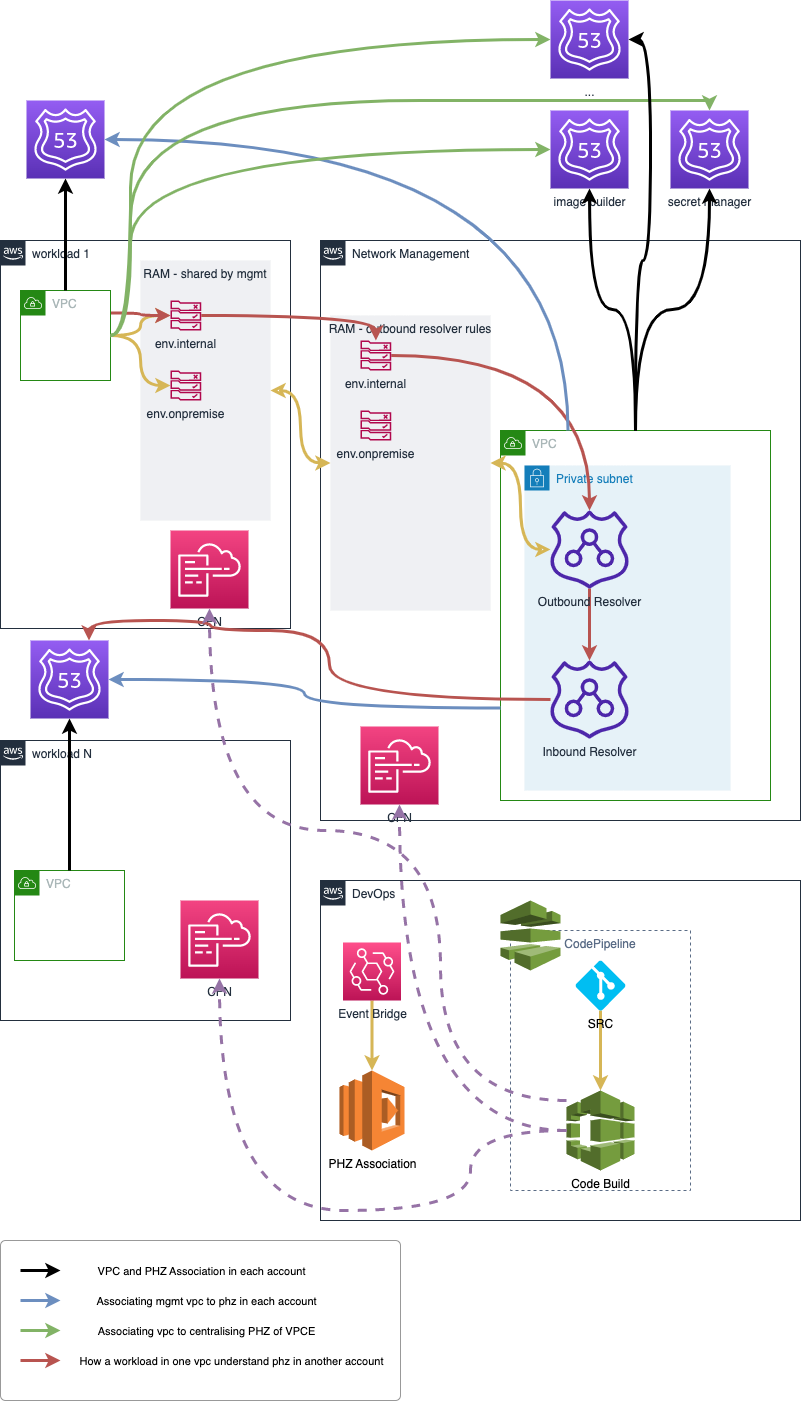 53
...
53
53
53
image builder
secret manager
aws
workload 1
aws
Network Management
RAM - shared by mgmt
VPC
env.internal
RAM - outbound resolver rules
env.internal
env.onpremise
env.onpremise
VPC
Private subnet
CFN
Outbound Resolver
53
aws
workload N
Inbound Resolver
CFN
VPC
aws
DevOps
CodePipeline
CFN
Event Bridge
SRC
PHZ Association
Code Build
VPC and PHZ Association in each account
Associating mgmt vpc to phz in each account
Associating vpc to centralising PHZ of VPCE
How a workload in one vpc understand phz in another account